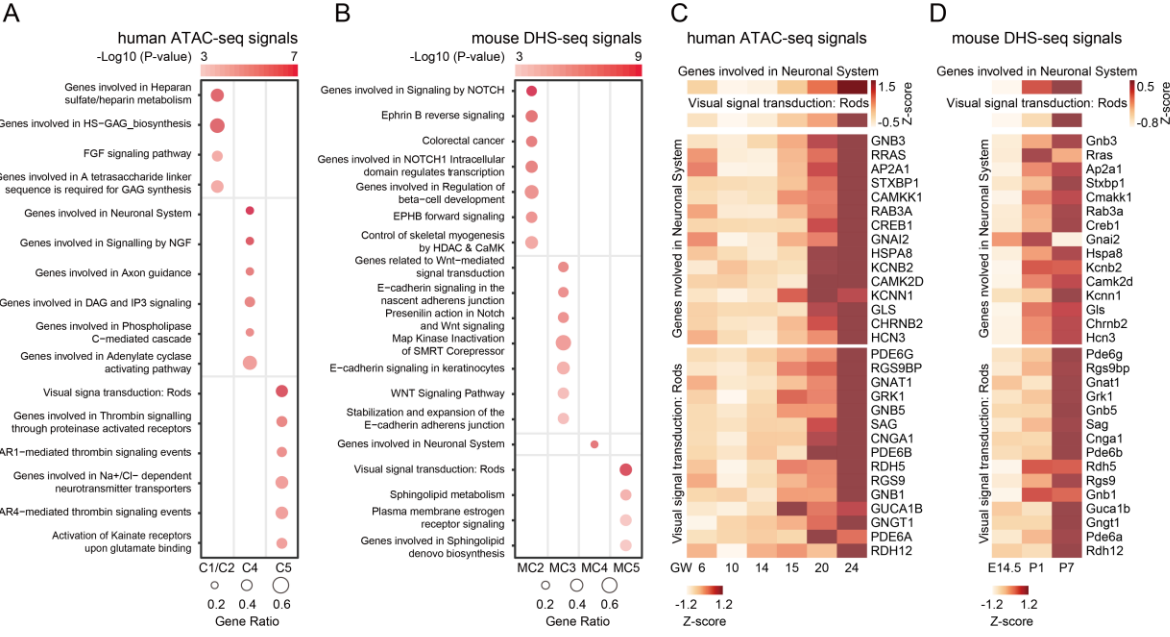 A
human ATAC-seq signals
-Log10 (P-value)
3
7
Genes involved in Heparan
sulfate/heparin metabolism
Genes involved in HS−GAG_biosynthesis
FGF signaling pathway
Genes involved in A tetrasaccharide linker
sequence is required for GAG synthesis
Genes involved in Neuronal System
Genes involved in Signalling by NGF
Genes involved in Axon guidance
Genes involved in DAG and IP3 signaling
Genes involved in Phospholipase
C−mediated cascade
Genes involved in Adenylate cyclase
activating pathway
Visual signa transduction: Rods
Genes involved in Thrombin signalling
through proteinase activated receptors
AR1−mediated thrombin signaling events
Genes involved in Na+/Cl− dependent
neurotransmitter transporters
AR4−mediated thrombin signaling events
Activation of Kainate receptors
upon glutamate binding
C1/C2 C4 C5
0.2 0.4 0.6
Gene Ratio
B
mouse DHS-seq signals
-Log10 (P-value)
3
9
Genes involved in Signaling by NOTCH
Ephrin B reverse signaling
Colorectal cancer
Genes involved in NOTCH1 Intracellular
domain regulates transcription
Genes involved in Regulation of
beta−cell development
EPHB forward signaling
Control of skeletal myogenesis
by HDAC & CaMK
Genes related to Wnt−mediated
signal transduction
E−cadherin signaling in the
nascent adherens junction
Presenilin action in Notch
and Wnt signaling
Map Kinase Inactivation
of SMRT Corepressor
E−cadherin signaling in keratinocytes
WNT Signaling Pathway
Stabilization and expansion of the
E−cadherin adherens junction
Genes involved in Neuronal System
Visual signal transduction: Rods
Sphingolipid metabolism
Plasma membrane estrogen
receptor signaling
Genes involved in Sphingolipid
denovo biosynthesis
MC2 MC3 MC4 MC5
0.2 0.4 0.6
Gene Ratio
C
human ATAC-seq signals
Genes involved in Neuronal System
Visual signal transduction: Rods
1.5
-0.5
Z-score
Genes nvolved in Neuronal System
GNB3
RRAS
AP2A1
STXBP1
CAMKK1
RAB3A
CREB1
GNAI2
HSPA8
KCNB2
CAMK2D
KCNN1
GLS
CHRNB2
HCN3
Visual signal transduction: Rods
PDE6G
RGS9BP
GNAT1
GRK1
GNB5
SAG
CNGA1
PDE6B
RDH5
RGS9
GNB1
GUCA1B
GNGT1
PDE6A
RDH12
GW 6 10 14 15 20 24
-1.2 1.2
Z-score
D
mouse DHS-seq signals
Genes involved in Neuronal System
Visual signal transduction: Rods
0.5
-0.8
Z-score
Genes nvolved in Neuronal System
Gnb3
Rras
Ap2a1
Stxbp1
Cmakk1
Rab3a
Creb1
Gnai2
Hspa8
Kcnb2
Camk2d
Kcnn1
Gls
Chrnb2
Hcn3
Visual signal transduction: Rods
Pde6g
Rgs9bp
Gnat1
Grk1
Gnb5
Sag
Cnga1
Pde6b
Rdh5
Rgs9
Gnb1
Guca1b
Gngt1
Pde6a
Rdh12
E14.5 P1 P7
-1.2 1.2
Z-score